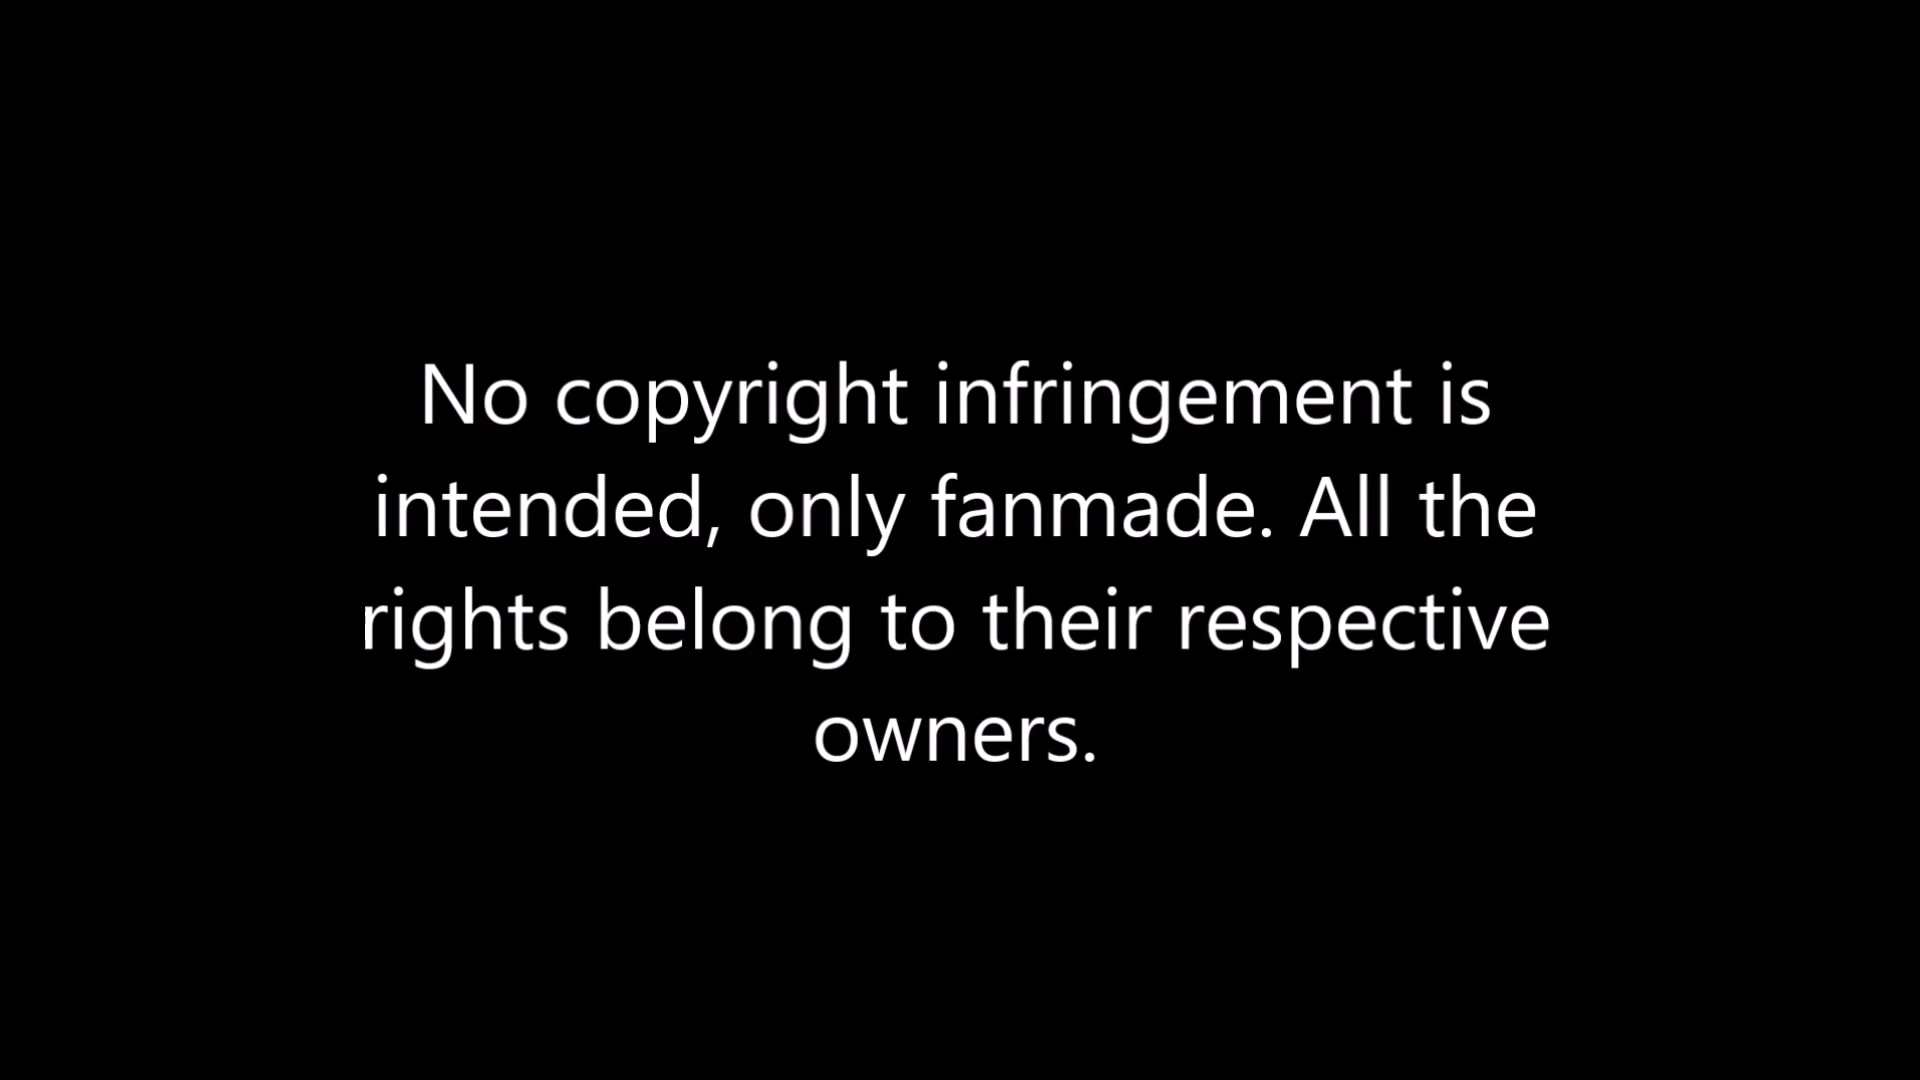 No copyright infringement is
intended, only fanmade. All the
rights belong to their respective
owners.